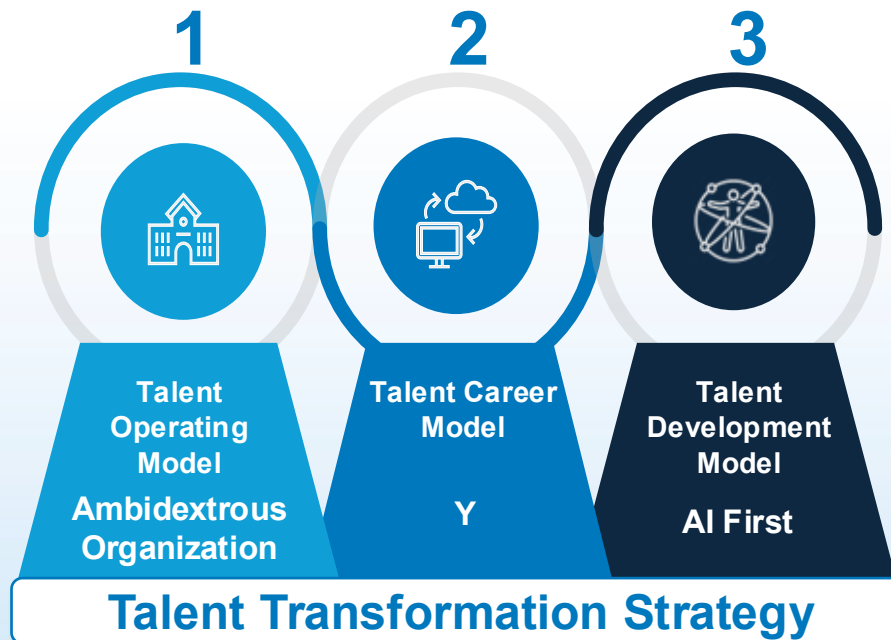 1
2
3
Talent
Operating
Model
Ambidextrous
Organization
Talent Career
Model
Y
Talent
Development
Model
AI First
Talent Transformation Strategy